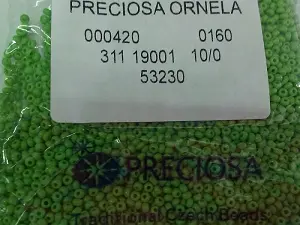 PRECIOSA ORNELA
000420 0160
311 19001 10/0
53230
PRECIOSA
Traditional Czech Beads